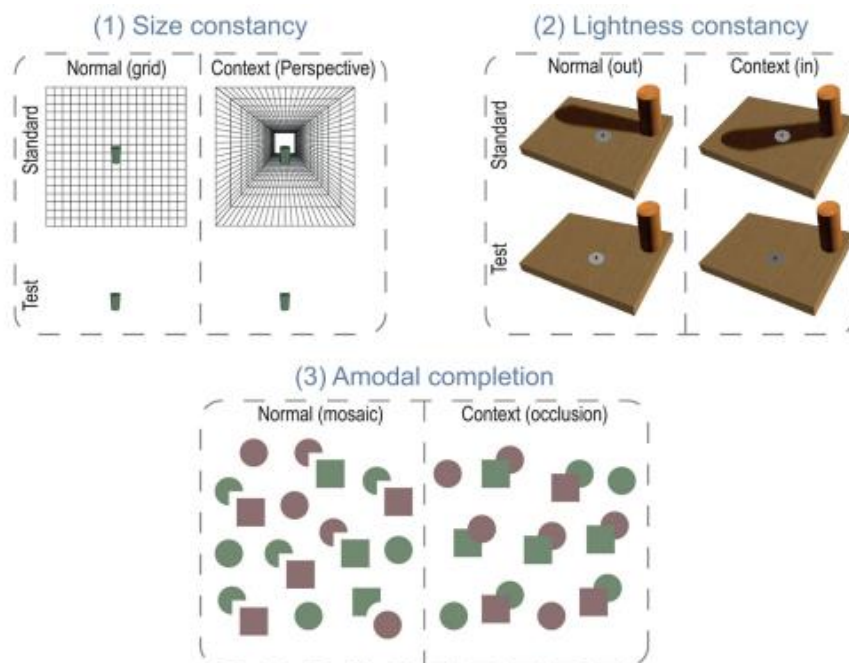 (1) Size constancy
Normal (grid)
Context (Perspective)
Standard
Test
(2) Lightness constancy
Normal (out)
Context (in)
Standard
Test
(3) Amodal completion
Normal (mosaic)
Context (occlusion)